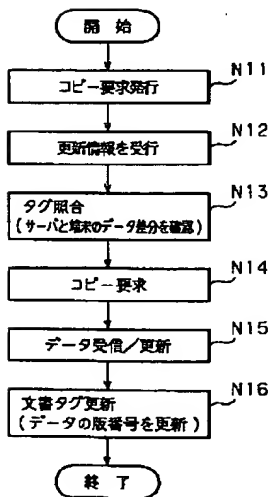 開始
コピー要求発行
N11
更新情報を受行
N12
タグ照合
(サーバと端末のデータ差分を確認)
N13
コピー要求
N14
データ受信/更新
N15
文書タグ更新
(データの版番号を更新)
N16
終了